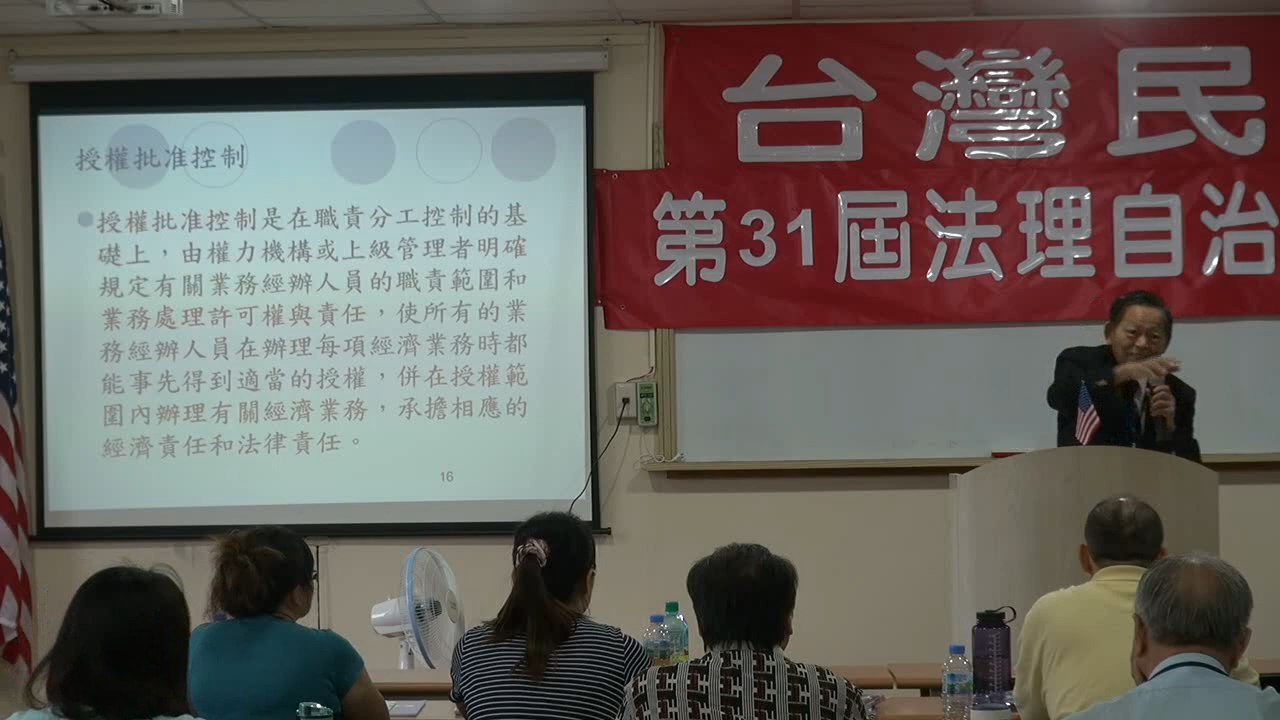 台灣民
第31屆法理自治
授權批准控制
授權批准控制是在職責分工控制的基
礎上，由權力機構或上級管理者明確
規定有關業務經辦人員的職責範圍和
業務處理許可權與責任，使所有的業
務經辦人員在辦理每項經濟業務時都
能事先得到適當的授權，併在授權範
圍內辦理有關經濟業務，承擔相應的
經濟責任和法律責任。
16